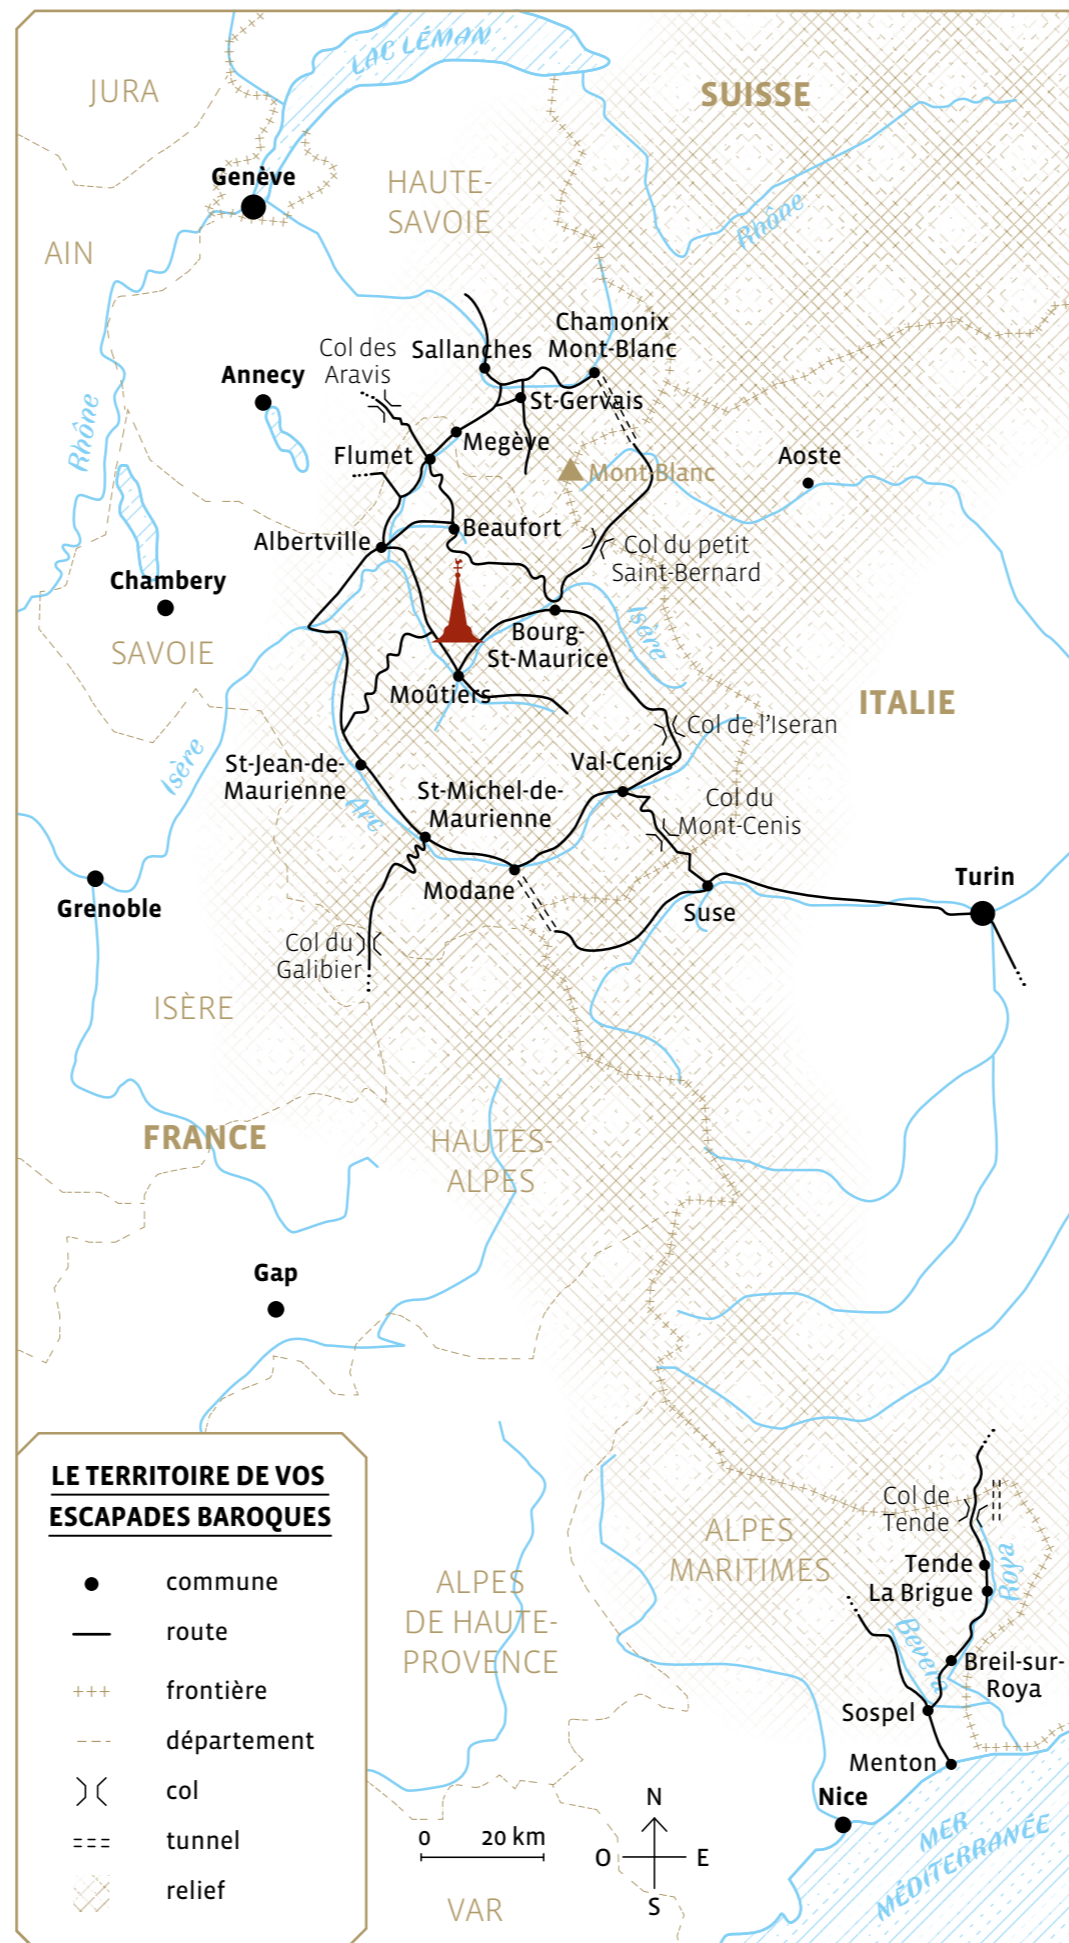 LAC LÉMAN
JURA
SUISSE
Genève
HAUTE-
SAVOIE
Rhône
AIN
Chamonix
Mont-Blanc
Col des
Aravis
Sallanches
Annecy
St-Gervais
Rhône
Megève
Flumet
Mont-Blanc
Aoste
Beaufort
Albertville
Col du petit
Saint-Bernard
Chambery
Isère
Bourg-
St-Maurice
SAVOIE
Moûtiers
ITALIE
Col de l'Iseran
Isère
St-Jean-de-
Maurienne
Val-Cenis
St-Michel-de-
Maurienne
Arc
Col du
Mont-Cenis
Modane
Turin
Grenoble
Suse
Col du
Galibier
ISÈRE
FRANCE
HAUTES-
ALPES
Gap
LE TERRITOIRE DE VOS
ESCAPADES BAROQUES
commune
route
frontière
département
col
tunnel
relief
Col de
Tende
ALPES
MARITIMES
Tende
La Brigue
Roya
ALPES
DE HAUTE-
PROVENCE
Bevera
Breil-sur-
Roya
Sospel
Menton
Nice
MER
MÉDITERRANÉE
0 20 km
N
O E
S
VAR